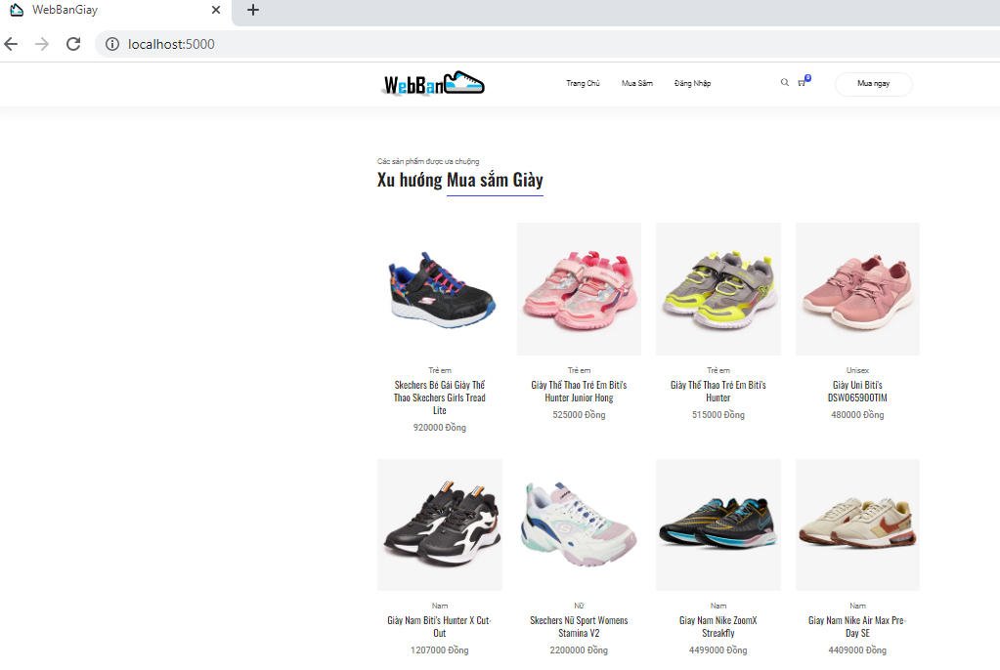 WebBanGiay
localhost:5000
WebBan
Trang Chủ
Mua Sắm
Đăng Nhập
0
Mua ngay
Các sản phẩm được ưa chuộng
Xu hướng Mua sắm Giày
Trẻ em
Skechers Bé Gái Giày Thể
Thao Skechers Girls Tread
Lite
920000 Đồng
Trẻ em
Giày Thể Thao Trẻ Em Biti's
Hunter Junior Hong
525000 Đồng
Trẻ em
Giày Thể Thao Trẻ Em Biti's
Hunter
515000 Đồng
Unisex
Giày Uni Biti's
DSW065900TIM
480000 Đồng
Nam
Giày Nam Biti's Hunter X Cut-
Out
1207000 Đồng
Nữ
Skechers Nữ Sport Womens
Stamina V2
2200000 Đồng
Nam
Giay Nam Nike ZoomX
Streakfly
4499000 Đồng
Nam
Giay Nam Nike Air Max Pre-
Day SE
4409000 Đồng